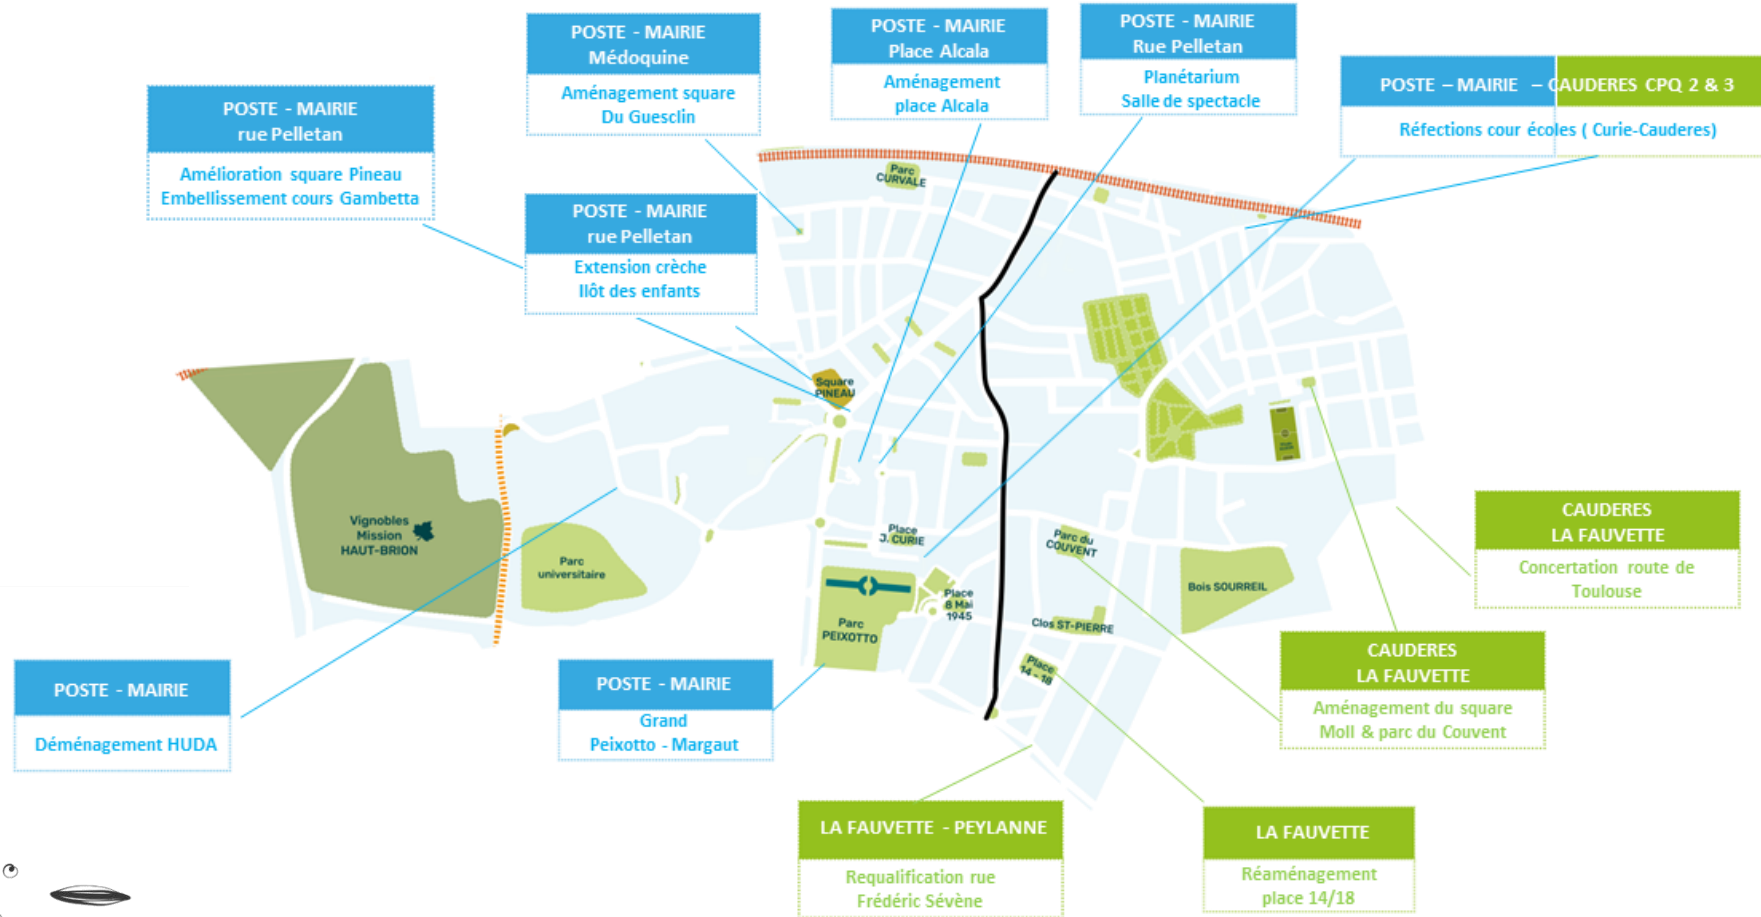 POSTE - MAIRIE
Médoquine
Aménagement square
Du Guesclin
POSTE - MAIRIE
Place Alcala
Aménagement
place Alcala
POSTE - MAIRIE
Rue Pelletan
Planétarium
Salle de spectacle
POSTE – MAIRIE – CAUDERES CPQ 2 & 3
Réfections cour écoles ( Curie-Cauderes)
POSTE - MAIRIE
rue Pelletan
Amélioration square Pineau
Embellissement cours Gambetta
POSTE - MAIRIE
rue Pelletan
Extension crèche
Ilôt des enfants
Parc
CURVALE
Square
PINEAU
Vignobles
Mission
HAUT-BRION
Parc
universitaire
Place
J. CURIE
Parc du
COUVENT
Bois SOURREIL
Place
8 Mai
1945
Parc
PEIXOTTO
Clos ST-PIERRE
Place
14 - 18
CAUDERES
LA FAUVETTE
Concertation route de
Toulouse
CAUDERES
LA FAUVETTE
Aménagement du square
Moll & parc du Couvent
POSTE - MAIRIE
Déménagement HUDA
POSTE - MAIRIE
Grand
Peixotto - Margaut
LA FAUVETTE - PEYLANNE
Requalification rue
Frédéric Sévène
LA FAUVETTE
Réaménagement
place 14/18